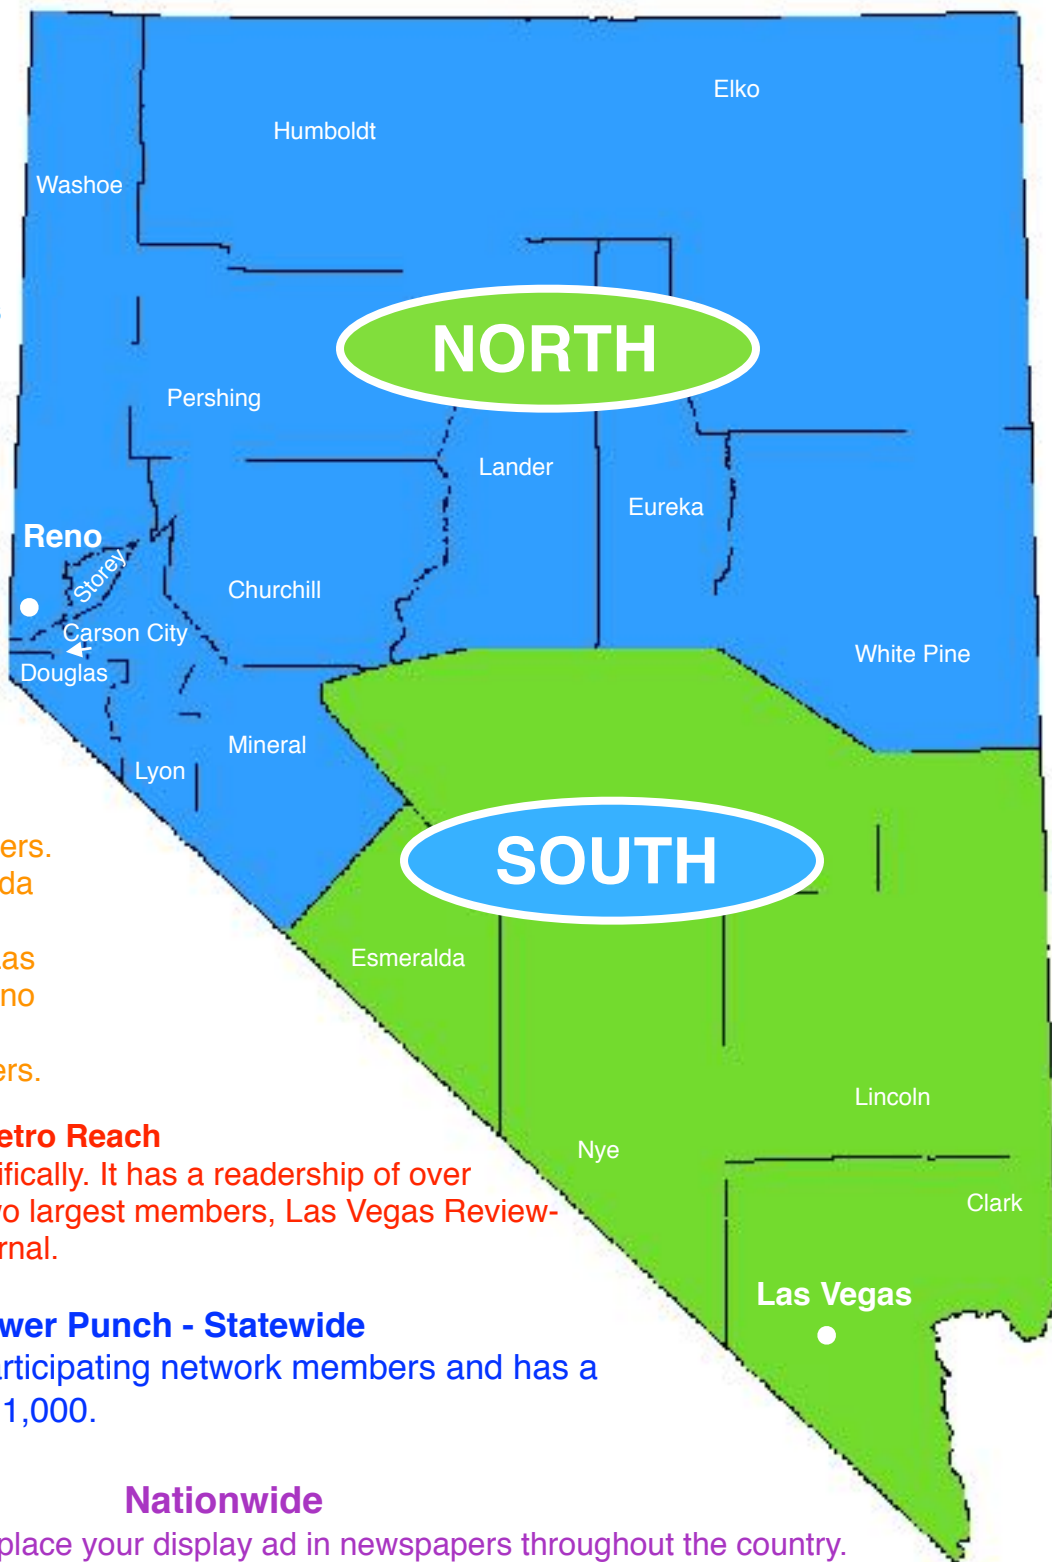 Elko
Humboldt
Washoe
NORTH
Pershing
Lander
Eureka
Reno
Storey
Churchill
Carson City
White Pine
Douglas
Mineral
Lyon
SOUTH
ers.
da
Esmeralda
as
no
ers.
Lincoln
etro Reach
Nye
ifically. It has a readership of over
Clark
wo largest members, Las Vegas Review-
rnal.
Las Vegas
wer Punch - Statewide
articipating network members and has a
1,000.
Nationwide
place your display ad in newspapers throughout the country.